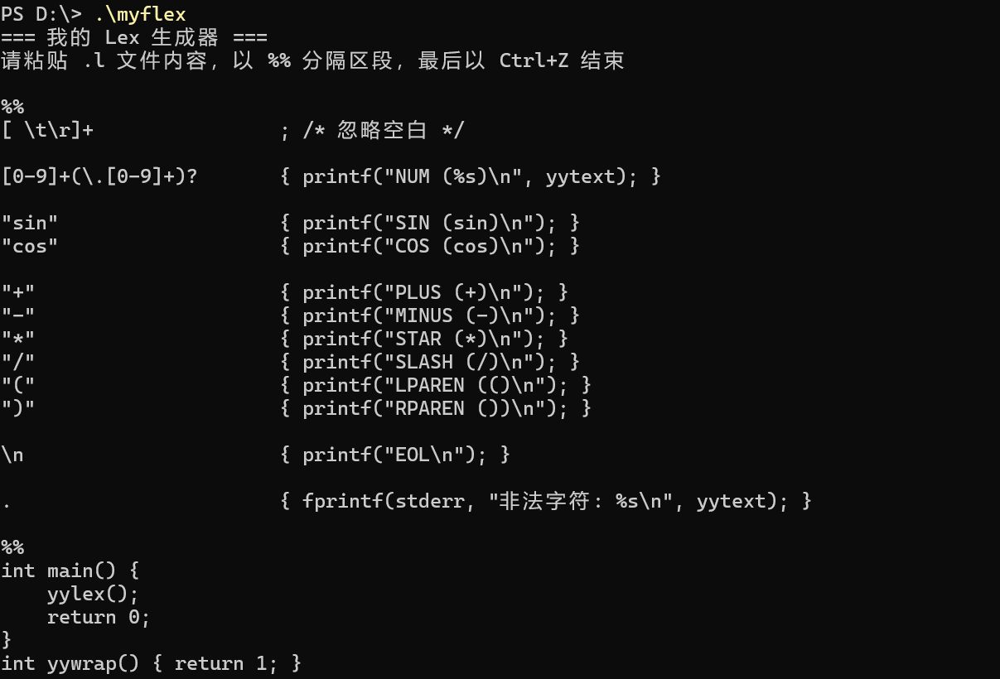 PS D:\> .\myflex
=== 我的 Lex 生成器 ===
请粘贴 .l 文件内容，以 %% 分隔区段，最后以 Ctrl+Z 结束
%%
[ \t\r]+                 ; /* 忽略空白 */
[0-9]+(\.[0-9]+)?        { printf("NUM (%s)\n", yytext); }
"sin"                    { printf("SIN (sin)\n"); }
"cos"                    { printf("COS (cos)\n"); }
"+"                      { printf("PLUS (+)\n"); }
"-"                      { printf("MINUS (-)\n"); }
"*"                      { printf("STAR (*)\n"); }
"/"                      { printf("SLASH (/)\n"); }
"("                      { printf("LPAREN (()\n"); }
")"                      { printf("RPAREN ())\n"); }
\n                       { printf("EOL\n"); }
.                        { fprintf(stderr, "非法字符: %s\n", yytext); }
%%
int main() {
    yylex();
    return 0;
}
int yywrap() { return 1; }